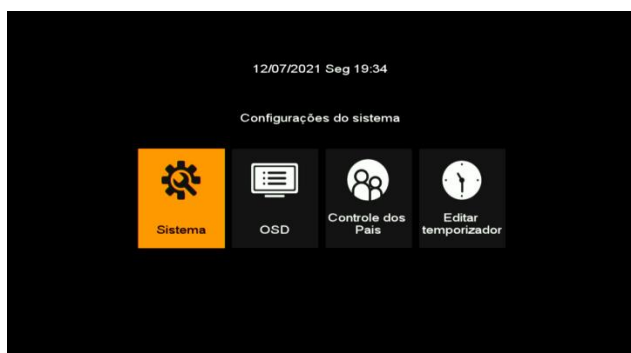 12/07/2021 Seg 19:34
Configurações do sistema
Sistema
OSD
Controle dos
Pais
Editar
temporizador